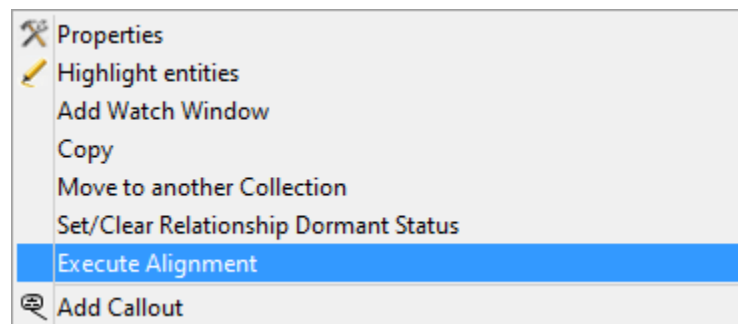 Properties
Highlight entities
Add Watch Window
Copy
Move to another Collection
Set/Clear Relationship Dormant Status
Execute Alignment
Add Callout